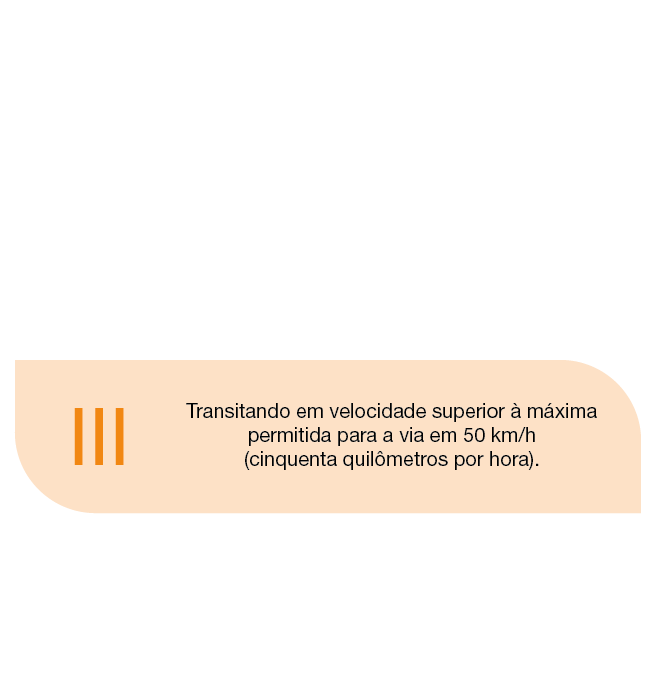 III
Transitando em velocidade superior à máxima
permitida para a via em 50 km/h
(cinquenta quilômetros por hora).